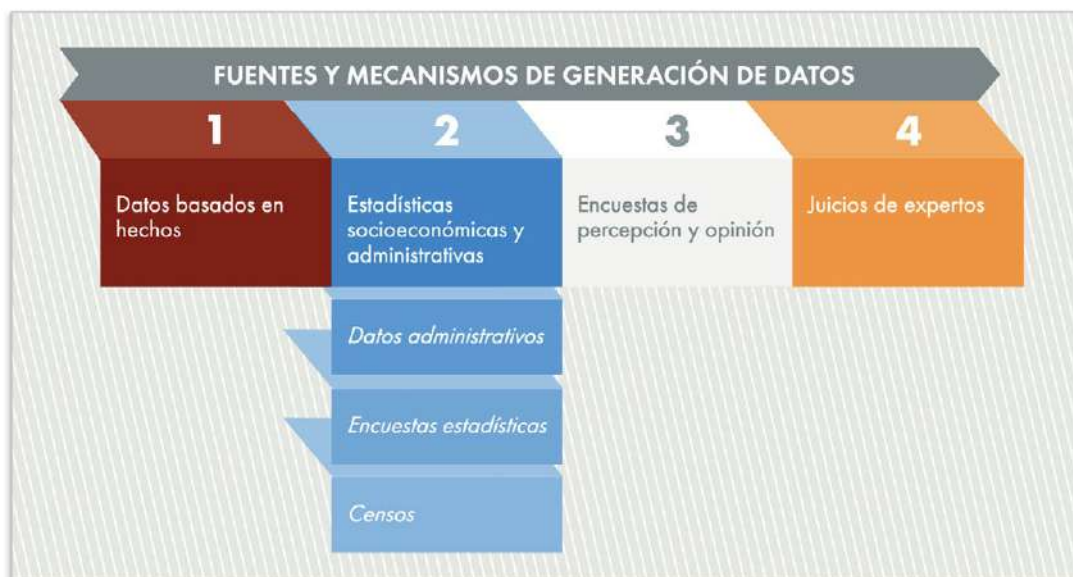 FUENTES Y MECANISMOS DE GENERACIÓN DE DATOS
1
Datos basados en
hechos
2
Estadísticas
socioeconómicas y
administrativas
Datos administrativos
Encuestas estadísticas
Censos
3
Encuestas de
percepción y opinión
4
Juicios de expertos